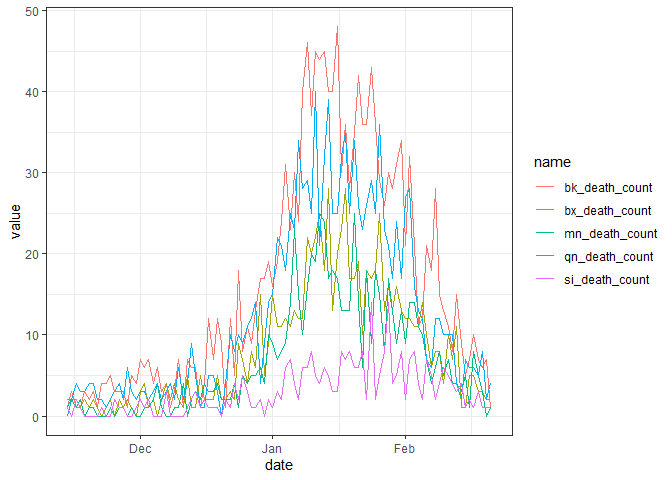 50
40
30
20
10
0
value
Dec
Jan
Feb
date
name
bk_death_count
bx_death_count
mn_death_count
qn_death_count
si_death_count